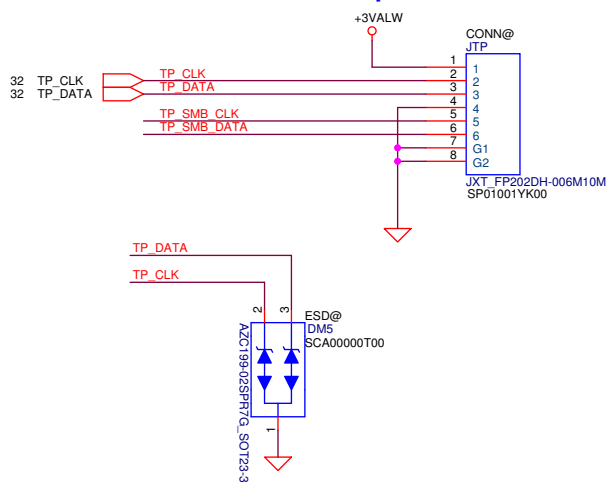 +3VALW
CONN@
JTP
1 1
32 TP_CLK TP_CLK 2 2
32 TP_DATA TP_DATA 3 3
4 4
TP_SMB_CLK 5 5
TP_SMB_DATA 6 6
7 G1
8 G2
JXT_FP202DH-006M10M
SP01001YK00
TP_DATA
TP_CLK
2 3
ESD@
DM5
SCA00000T00
AZC199-02SPR7G_SOT23-3
1